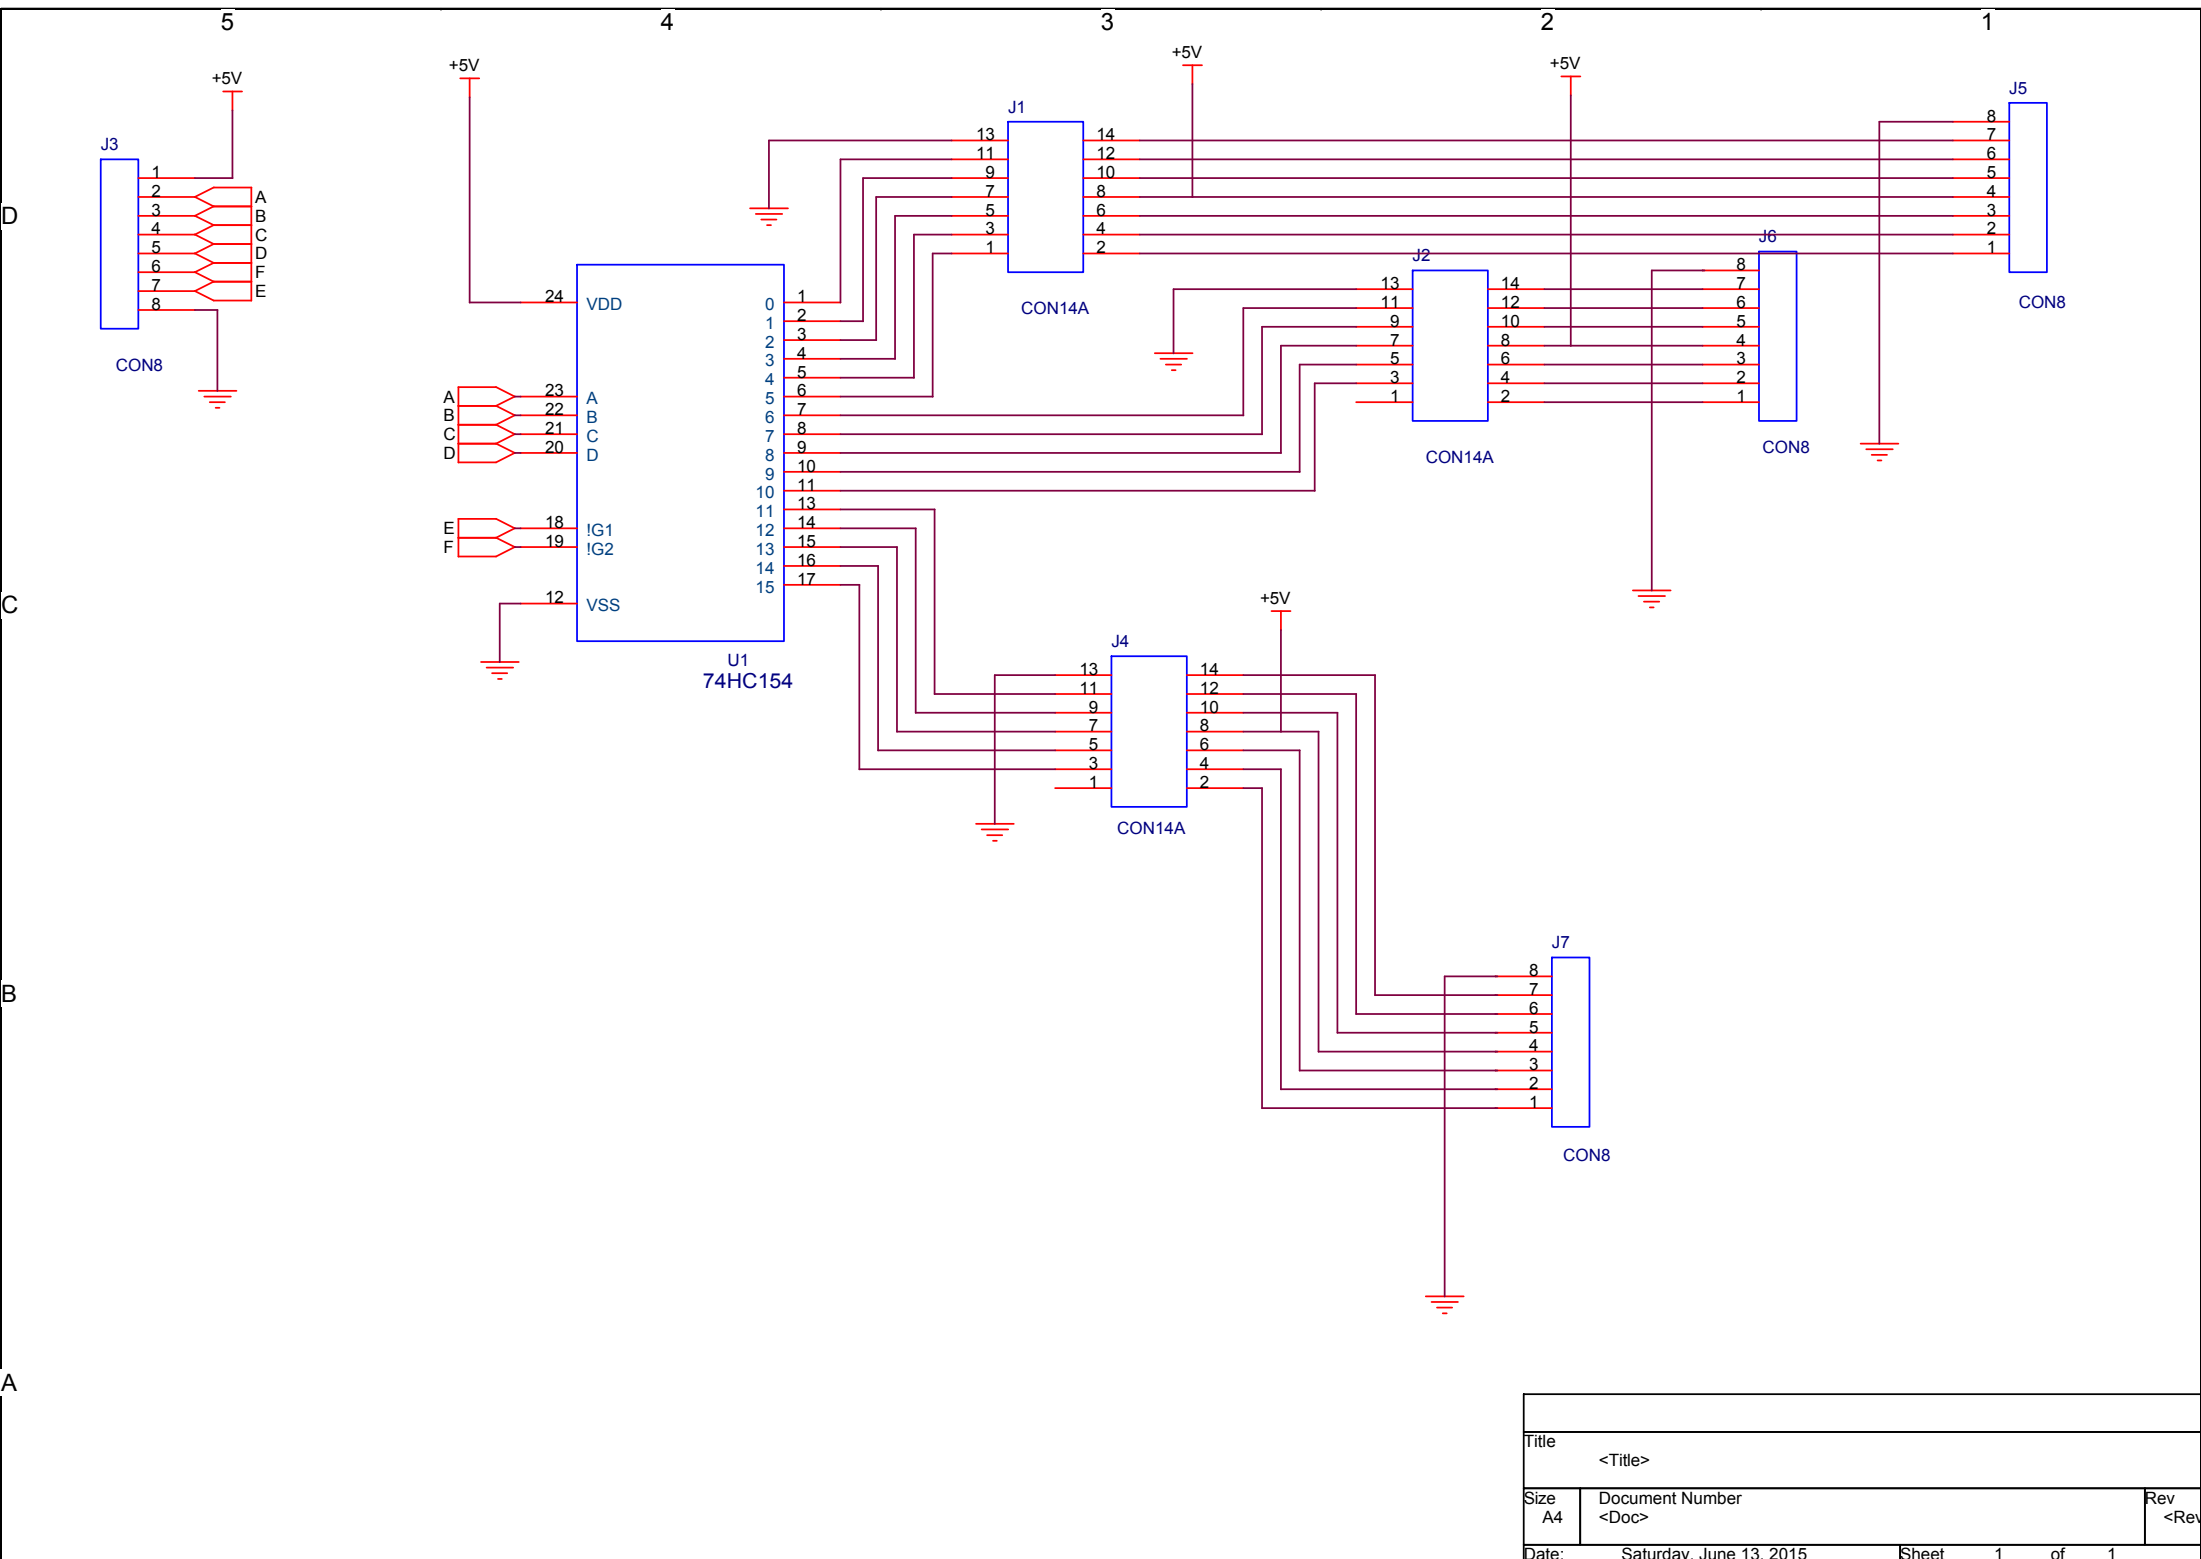 5 4 3 2 1
D
C
B
A
+5V
J3
1
2
3
4
5
6
7
8
A
B
C
D
F
E
CON8
+5V
24 VDD
A 23 A
B 22 B
C 21 C
D 20 D
E 18 !G1
F 19 !G2
12 VSS
0 1
1 2
2 3
3 4
4 5
5 6
6 7
7 8
8 9
9 10
10 11
11 13
12 14
13 15
14 16
15 17
U1
74HC154
+5V
J1
13 14
11 12
9 10
7 8
5 6
3 4
1 2
CON14A
+5V
J2
13 14
11 12
9 10
7 8
5 6
3 4
1 2
CON14A
J5
8
7
6
5
4
3
2
1
CON8
J6
8
7
6
5
4
3
2
1
CON8
+5V
J4
13 14
11 12
9 10
7 8
5 6
3 4
1 2
CON14A
J7
8
7
6
5
4
3
2
1
CON8
Title
<Title>
Size Document Number Rev
A4 <Doc> <Rev
Date: Saturday, June 13, 2015 Sheet 1 of 1